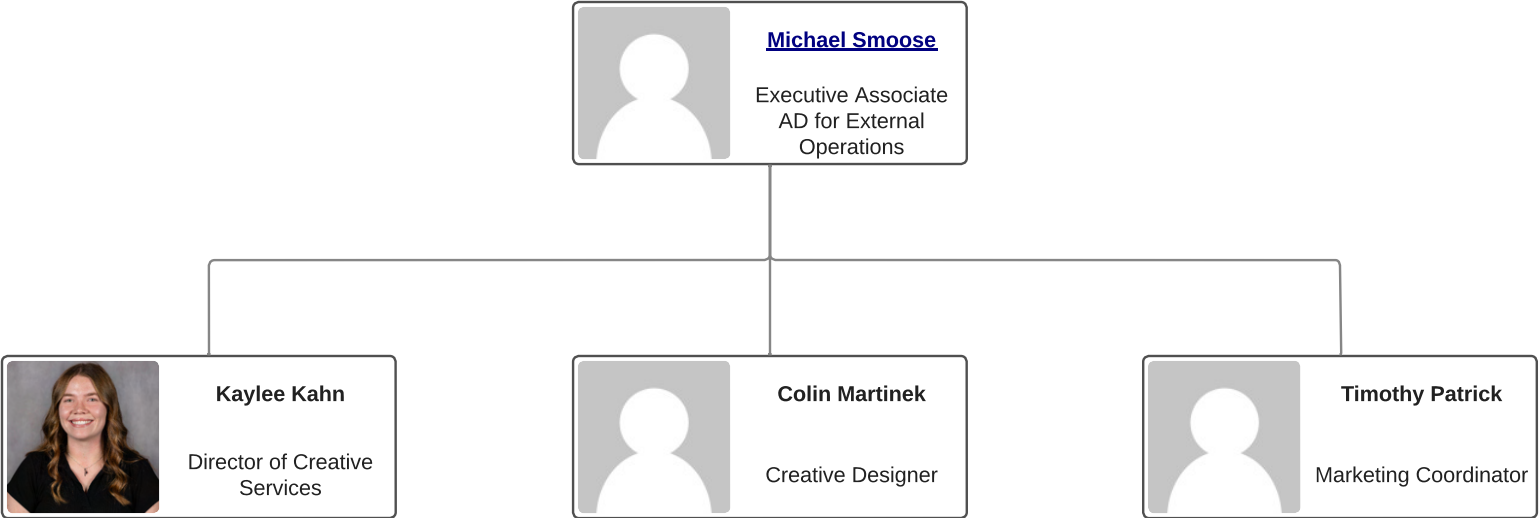 Michael Smoose
Executive Associate
AD for External
Operations
Kaylee Kahn
Director of Creative
Services
Colin Martinek
Creative Designer
Timothy Patrick
Marketing Coordinator